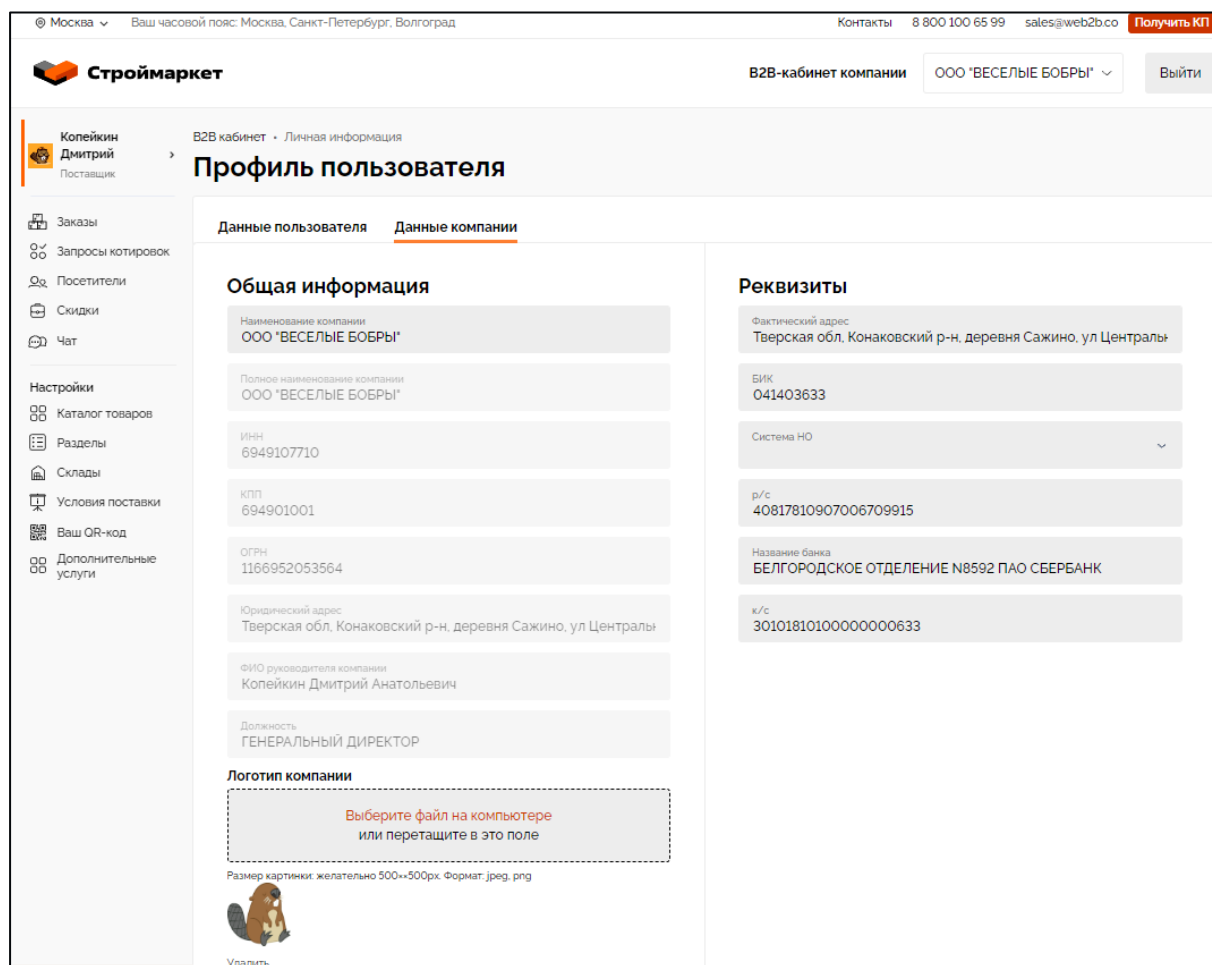 Москва
Ваш часовой пояс: Москва, Санкт-Петербург, Волгоград
Контакты
8 800 100 65 99
sales@web2b.co
Получить КП
Строймаркет
B2B-кабинет компании
ООО "ВЕСЕЛЫЕ БОБРЫ"
Выйти
Копейкин
Дмитрий
Поставщик
Заказы
Запросы котировок
Посетители
Скидки
Чат
Настройки
Каталог товаров
Разделы
Склады
Условия поставки
Ваш QR-код
Дополнительные
услуги
B2B кабинет • Личная информация
Профиль пользователя
Данные пользователя
Данные компании
Общая информация
Наименование компании
ООО "ВЕСЕЛЫЕ БОБРЫ"
Полное наименование компании
ООО "ВЕСЕЛЫЕ БОБРЫ"
ИНН
6949107710
КПП
694901001
ОГРН
1166952053564
Юридический адрес
Тверская обл, Конаковский р-н, деревня Сажино, ул Централь
ФИО руководителя компании
Копейкин Дмитрий Анатольевич
Должность
ГЕНЕРАЛЬНЫЙ ДИРЕКТОР
Логотип компании
Выберите файл на компьютере
или перетащите в это поле
Размер картинки: желательно 500××500px. Формат: jpeg, png
Удалить
Реквизиты
Фактический адрес
Тверская обл, Конаковский р-н, деревня Сажино, ул Централь
БИК
041403633
Система НО
р/с
40817810907006709915
Название банка
БЕЛГОРОДСКОЕ ОТДЕЛЕНИЕ N8592 ПАО СБЕРБАНК
к/с
30101810100000000633